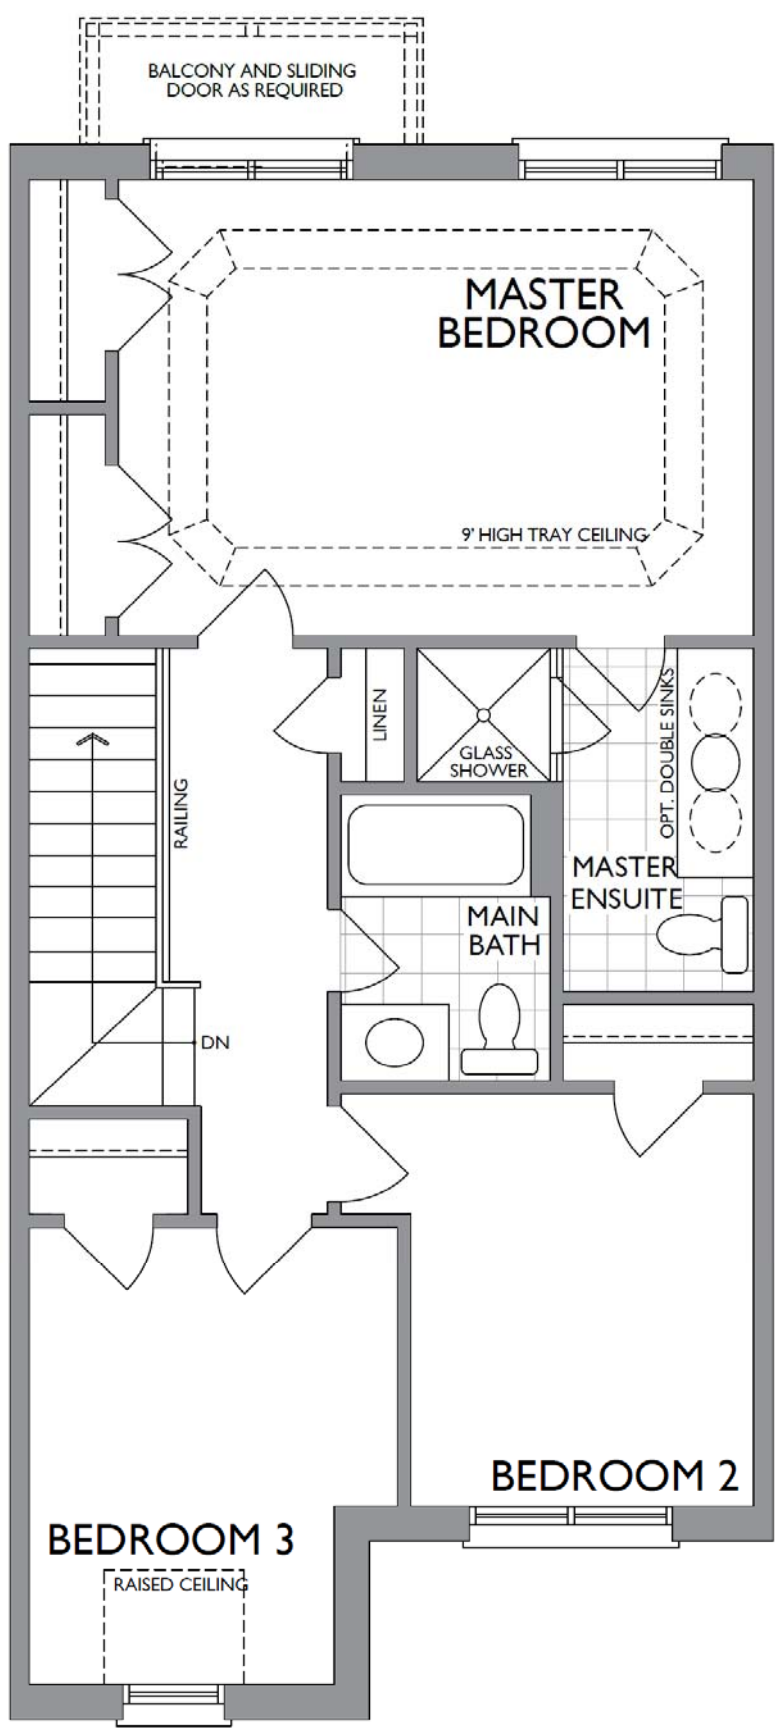 BALCONY AND SLIDING
DOOR AS REQUIRED
MASTER
BEDROOM
9' HIGH TRAY CEILING
LINEN
GLASS
SHOWER
OPT. DOUBLE SINKS
RAILING
MASTER
ENSUITE
MAIN
BATH
DN
BEDROOM 2
BEDROOM 3
RAISED CEILING